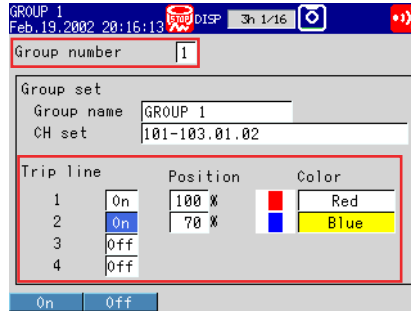 GROUP 1
Feb.19.2002 20:16:13 STOP DISP 3h 1/16
Group number 1
Group set
Group name GROUP 1
CH set 101-103.01.02
Trip line Position Color
1 On 100 % Red
2 On 70 % Blue
3 Off
4 Off
On Off